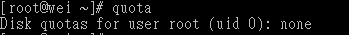 [root@wei ~]# quota
Disk quotas for user root (uid 0): none